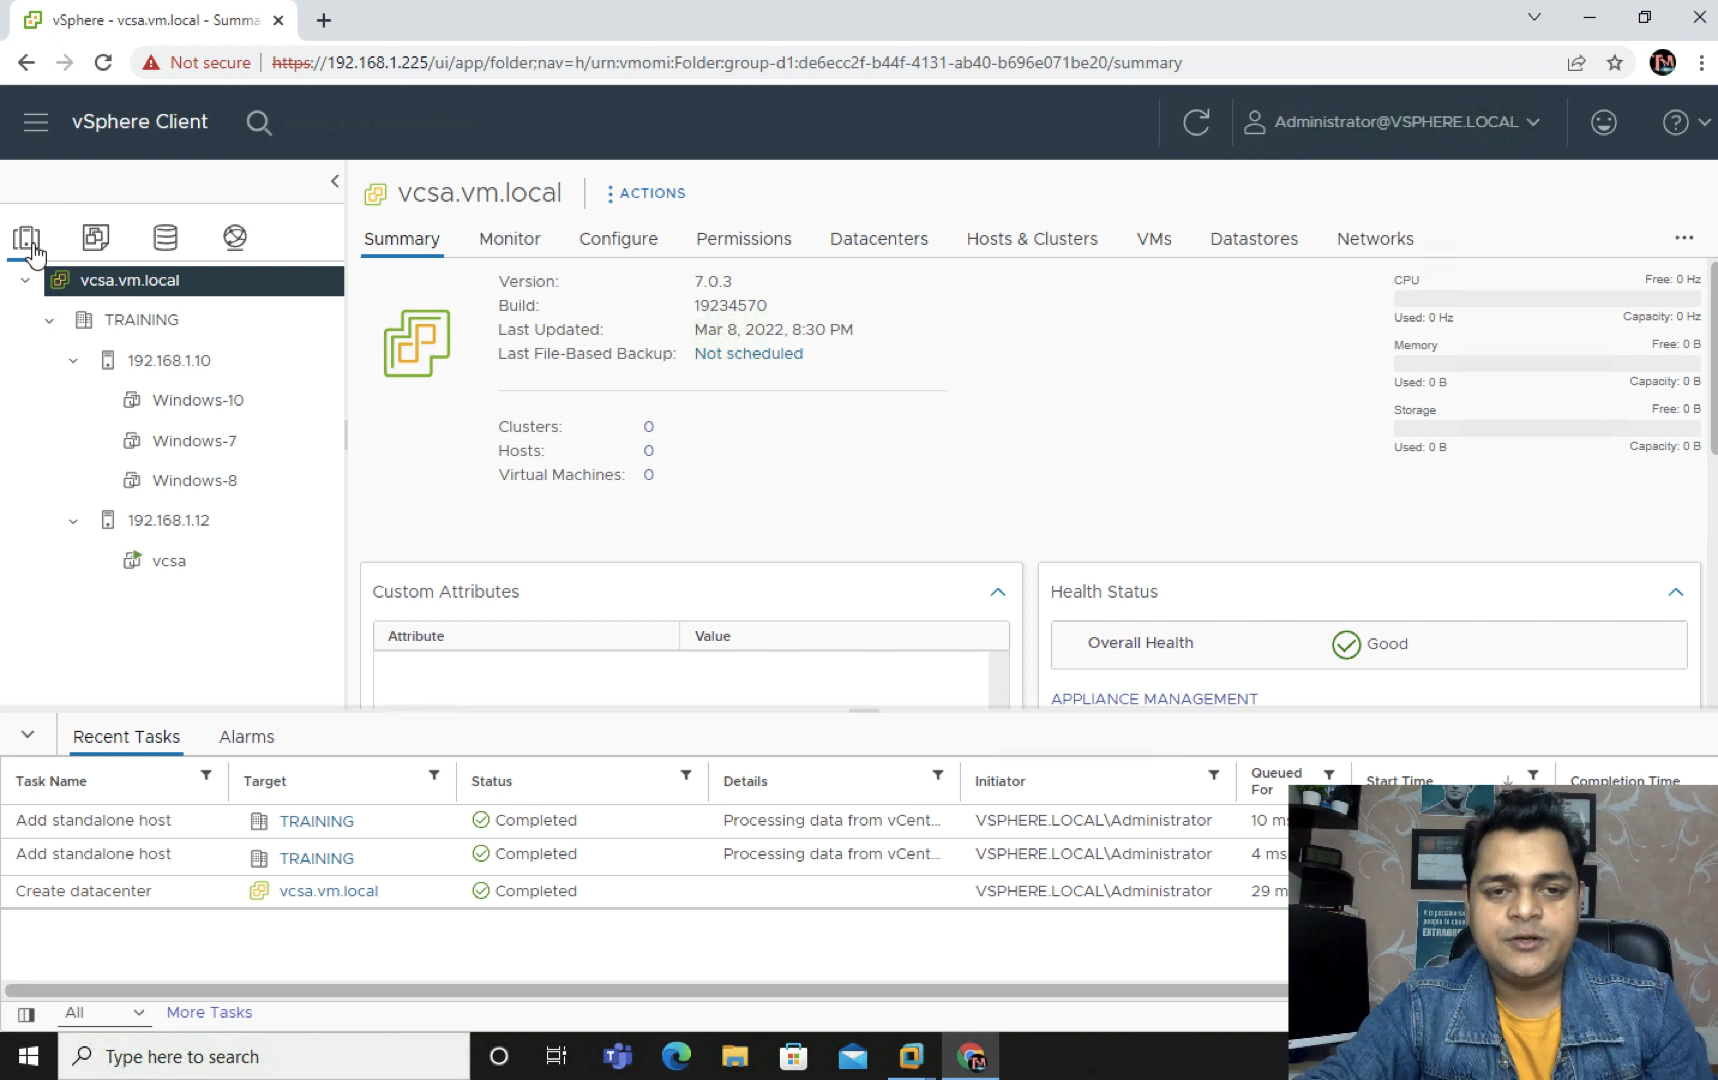 vSphere - vcsa.vm.local - Summa
Not secure
https://192.168.1.225/ui/app/folder;nav=h/urn:vmomi:Folder:group-d1:de6ecc2f-b44f-4131-ab40-b696e071be20/summary
vSphere Client
Administrator@VSPHERE.LOCAL
vcsa.vm.local
ACTIONS
Summary Monitor Configure Permissions Datacenters Hosts & Clusters VMs Datastores Networks
vcsa.vm.local
TRAINING
192.168.1.10
Windows-10
Windows-7
Windows-8
192.168.1.12
vcsa
Version: 7.0.3
Build: 19234570
Last Updated: Mar 8, 2022, 8:30 PM
Last File-Based Backup: Not scheduled
Clusters: 0
Hosts: 0
Virtual Machines: 0
CPU Free: 0 Hz
Used: 0 Hz Capacity: 0 Hz
Memory Free: 0 B
Used: 0 B Capacity: 0 B
Storage Free: 0 B
Used: 0 B Capacity: 0 B
Custom Attributes
Attribute Value
Health Status
Overall Health Good
APPLIANCE MANAGEMENT
Recent Tasks Alarms
Task Name Target Status Details Initiator Queued For Start Time Completion Time
Add standalone host TRAINING Completed Processing data from vCent... VSPHERE.LOCAL\Administrator 10 ms
Add standalone host TRAINING Completed Processing data from vCent... VSPHERE.LOCAL\Administrator 4 ms
Create datacenter vcsa.vm.local Completed VSPHERE.LOCAL\Administrator 29 m
All More Tasks
Type here to search
It is possible for
EXTRAOR